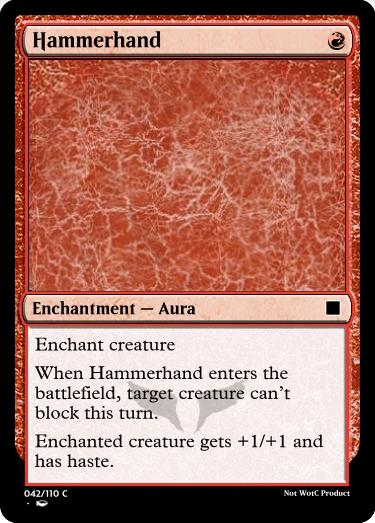 Hammerhand
Enchantment — Aura
Enchant creature
When Hammerhand enters the
battlefield, target creature can't
block this turn.
Enchanted creature gets +1/+1 and
has haste.
042/110 C
Not WotC Product